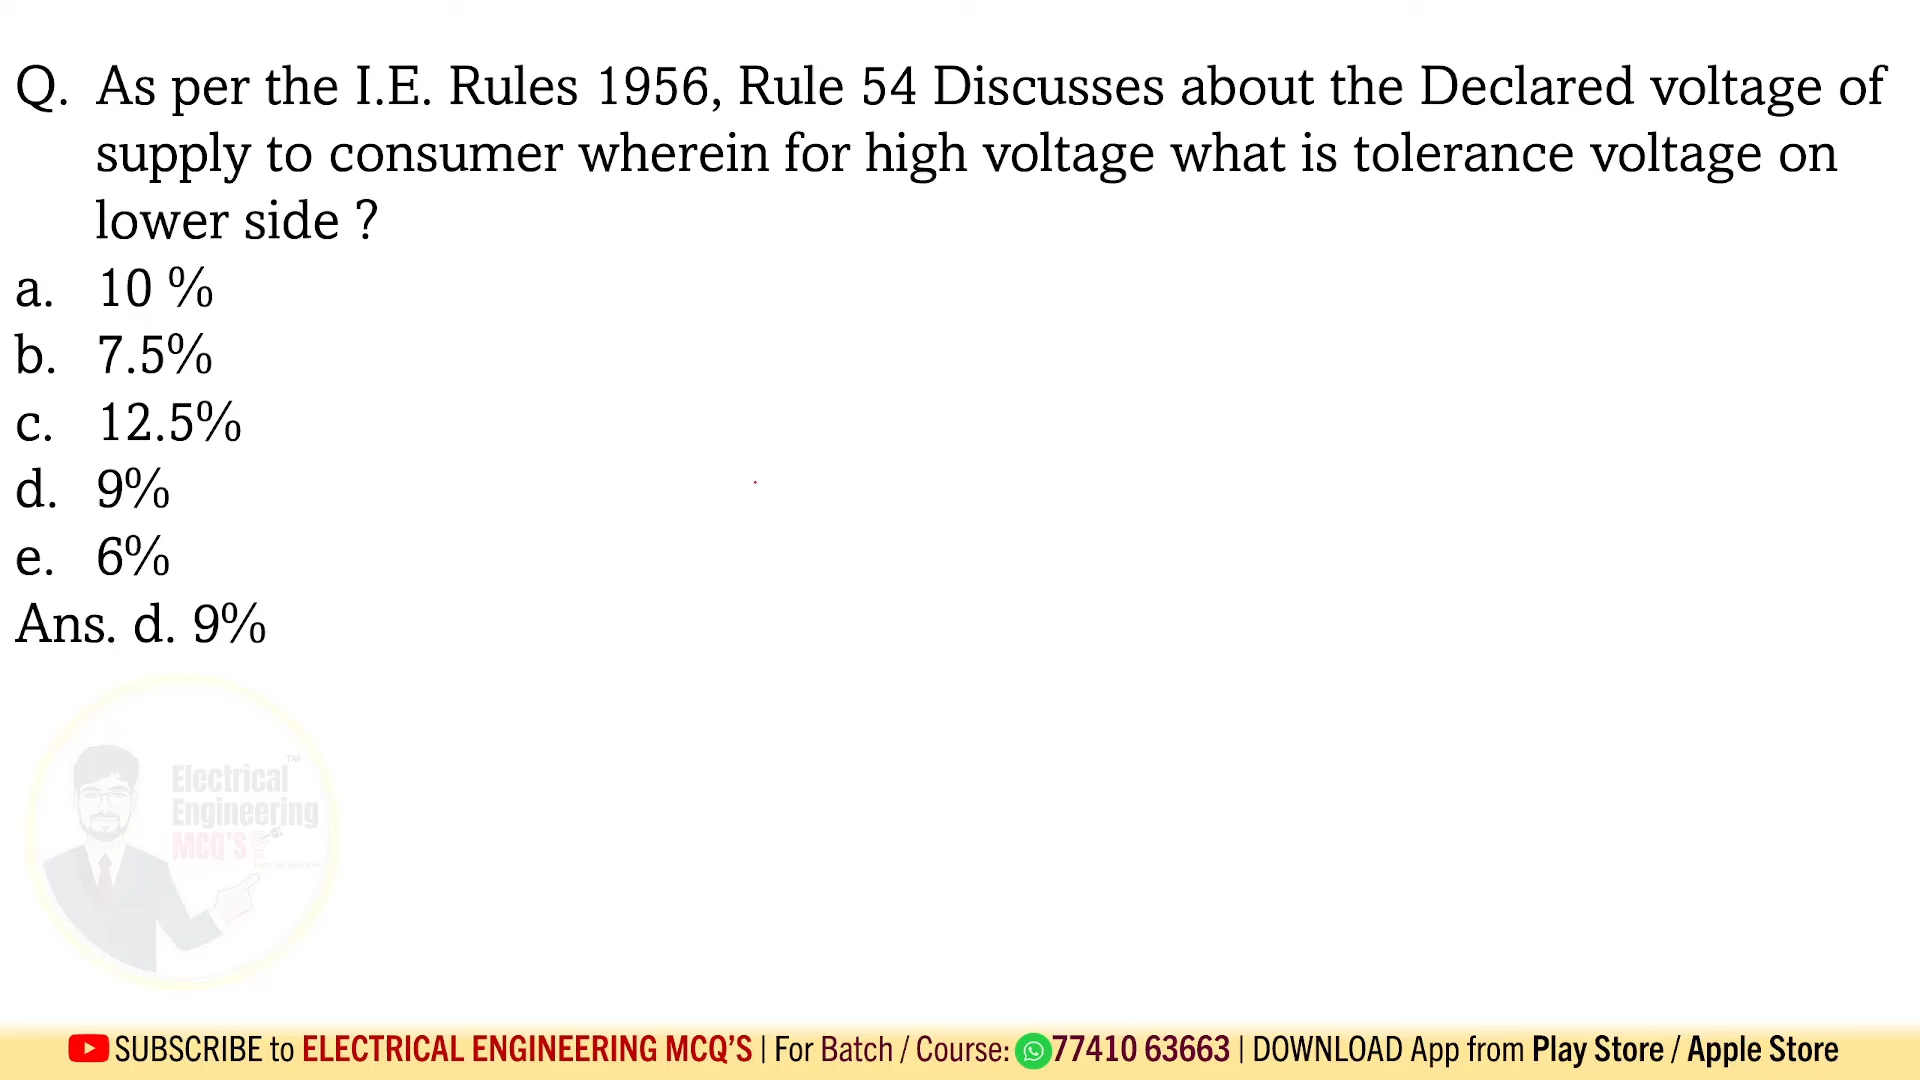 Q. As per the I.E. Rules 1956, Rule 54 Discusses about the Declared voltage of
supply to consumer wherein for high voltage what is tolerance voltage on
lower side ?
a. 10 %
b. 7.5%
c. 12.5%
d. 9%
e. 6%
Ans. d. 9%
Electrical™
Engineering
MCQ'S
SUBSCRIBE to ELECTRICAL ENGINEERING MCQ'S | For Batch / Course: 77410 63663 | DOWNLOAD App from Play Store / Apple Store